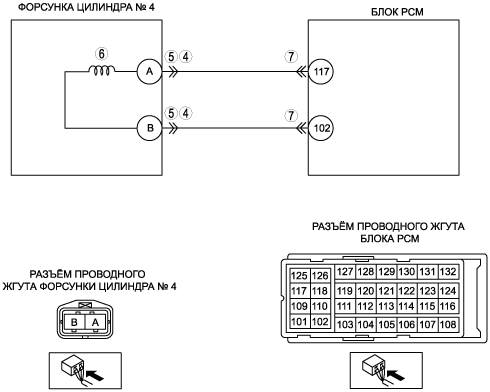 ФОРСУНКА ЦИЛИНДРА № 4
БЛОК PCM
6
A
5 4
7
117
B
5 4
7
102
РАЗЪЁМ ПРОВОДНОГО
ЖГУТА ФОРСУНКИ ЦИЛИНДРА № 4
B A
РАЗЪЁМ ПРОВОДНОГО ЖГУТА
БЛОКА PCM
125 126 127 128 129 130 131 132
117 118 119 120 121 122 123 124
109 110 111 112 113 114 115 116
101 102 103 104 105 106 107 108